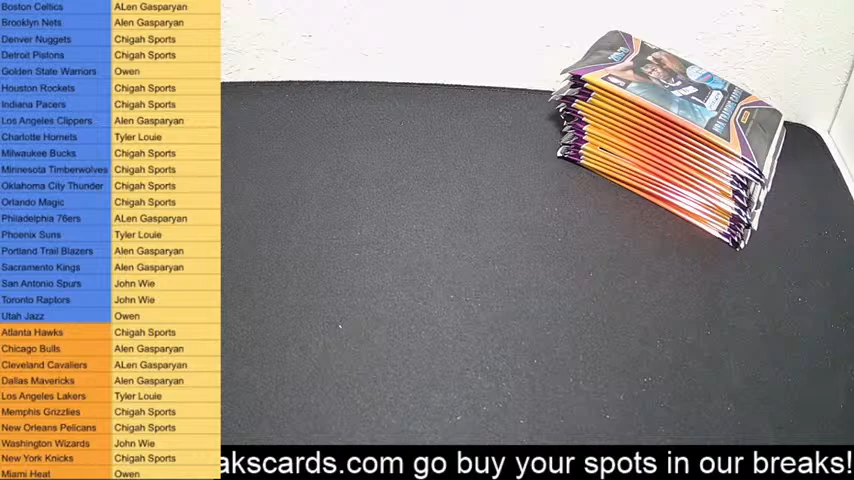 Boston Celtics ALen Gasparyan
Brooklyn Nets Alen Gasparyan
Denver Nuggets Chigah Sports
Detroit Pistons Chigah Sports
Golden State Warriors Owen
Houston Rockets Chigah Sports
Indiana Pacers Chigah Sports
Los Angeles Clippers Alen Gasparyan
Charlotte Hornets Tyler Louie
Milwaukee Bucks Chigah Sports
Minnesota Timberwolves Chigah Sports
Oklahoma City Thunder Chigah Sports
Orlando Magic Chigah Sports
Philadelphia 76ers ALen Gasparyan
Phoenix Suns Tyler Louie
Portland Trail Blazers Alen Gasparyan
Sacramento Kings Alen Gasparyan
San Antonio Spurs John Wie
Toronto Raptors John Wie
Utah Jazz Owen
Atlanta Hawks Chigah Sports
Chicago Bulls Alen Gasparyan
Cleveland Cavaliers ALen Gasparyan
Dallas Mavericks Alen Gasparyan
Los Angeles Lakers Tyler Louie
Memphis Grizzlies Chigah Sports
New Orleans Pelicans Chigah Sports
Washington Wizards John Wie
New York Knicks Chigah Sports
Miami Heat Owen
NBA TRADING CARDS
akscards.com go buy your spots in our breaks!